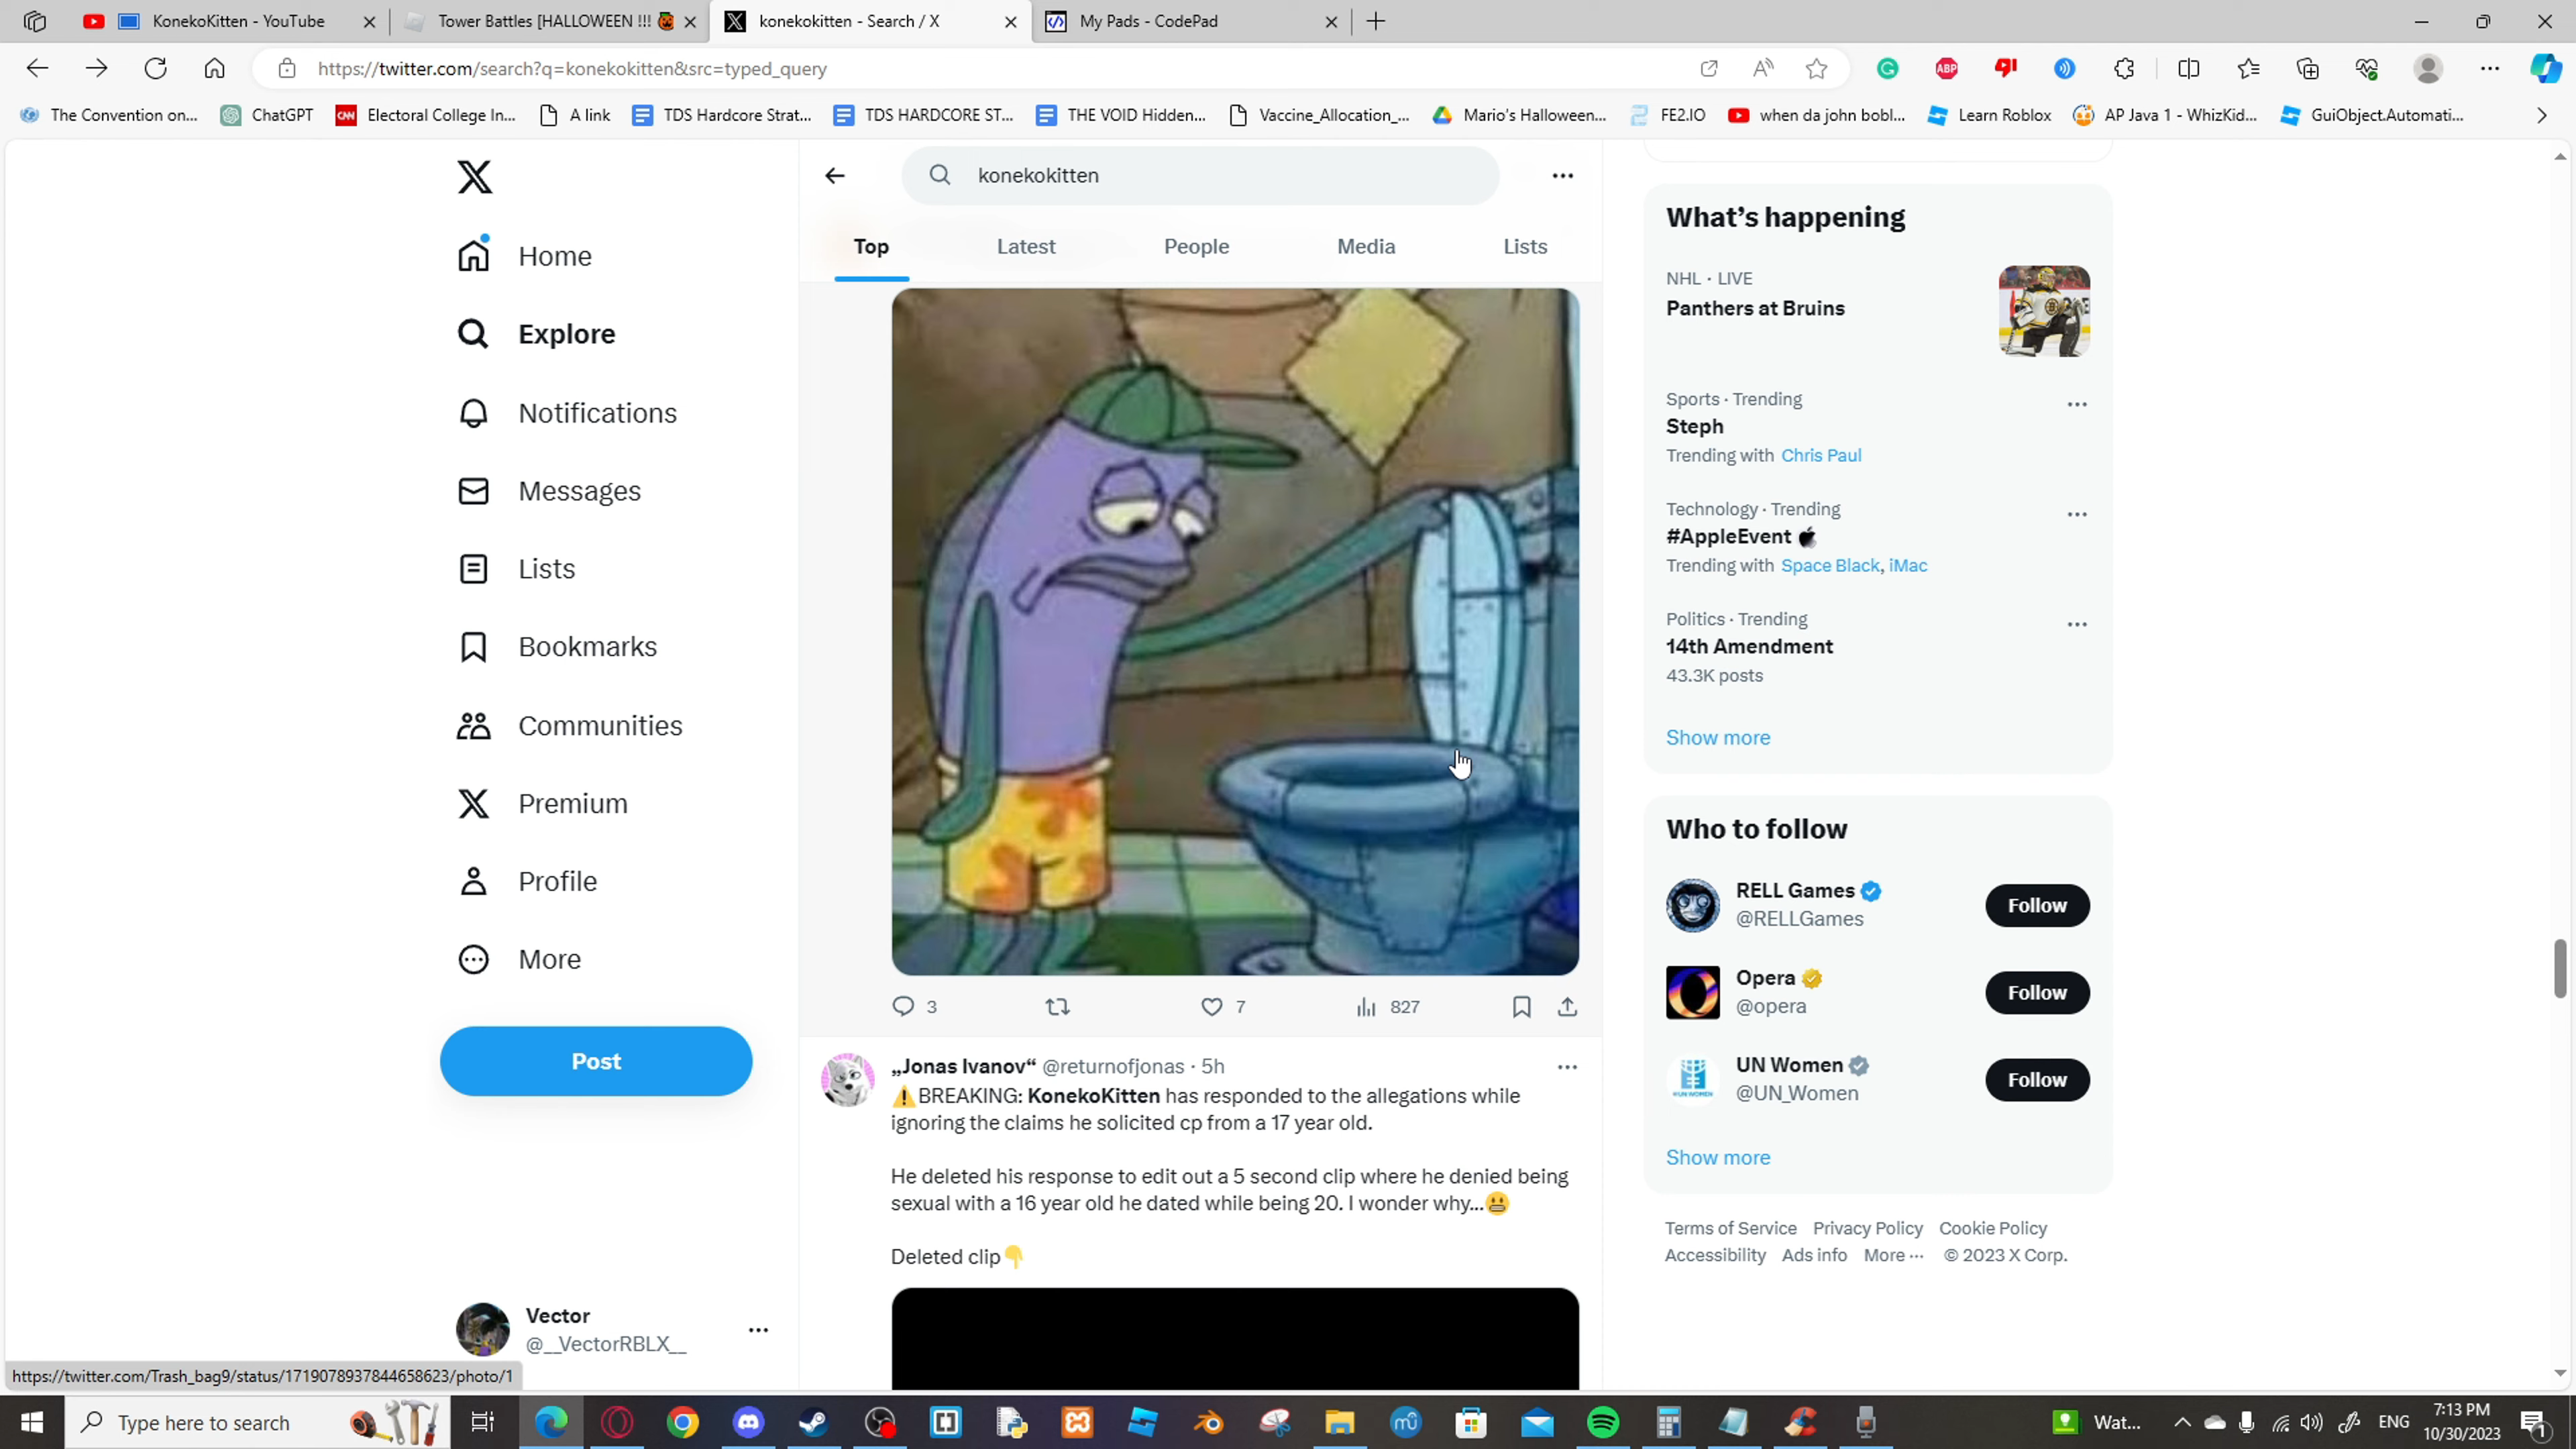 KonekoKitten - YouTube
Tower Battles [HALLOWEEN !!! 🎃
konekokitten - Search / X
My Pads - CodePad
https://twitter.com/search?q=konekokitten&src=typed_query
The Convention on...
ChatGPT
Electoral College In...
A link
TDS Hardcore Strat...
TDS HARDCORE ST...
THE VOID Hidden...
Vaccine_Allocation_...
Mario's Halloween...
FE2.IO
when da john bobl...
Learn Roblox
AP Java 1 - WhizKid...
GuiObject.Automati...
Home
Explore
Notifications
Messages
Lists
Bookmarks
Communities
Premium
Profile
More
Post
Vector
@__VectorRBLX__
konekokitten
Top
Latest
People
Media
Lists
3
7
827
„Jonas Ivanov“ @returnofjonas · 5h
⚠️BREAKING: KonekoKitten has responded to the allegations while
ignoring the claims he solicited cp from a 17 year old.
He deleted his response to edit out a 5 second clip where he denied being
sexual with a 16 year old he dated while being 20. I wonder why...😬
Deleted clip👇
What’s happening
NHL · LIVE
Panthers at Bruins
Sports · Trending
Steph
Trending with Chris Paul
Technology · Trending
#AppleEvent
Trending with Space Black, iMac
Politics · Trending
14th Amendment
43.3K posts
Show more
Who to follow
RELL Games
@RELLGames
Follow
Opera
@opera
Follow
UN Women
@UN_Women
Follow
Show more
Terms of Service Privacy Policy Cookie Policy
Accessibility Ads info More ··· © 2023 X Corp.
https://twitter.com/Trash_bag9/status/1719078937844658623/photo/1
Type here to search
Wat...
ENG
7:13 PM
10/30/2023
1